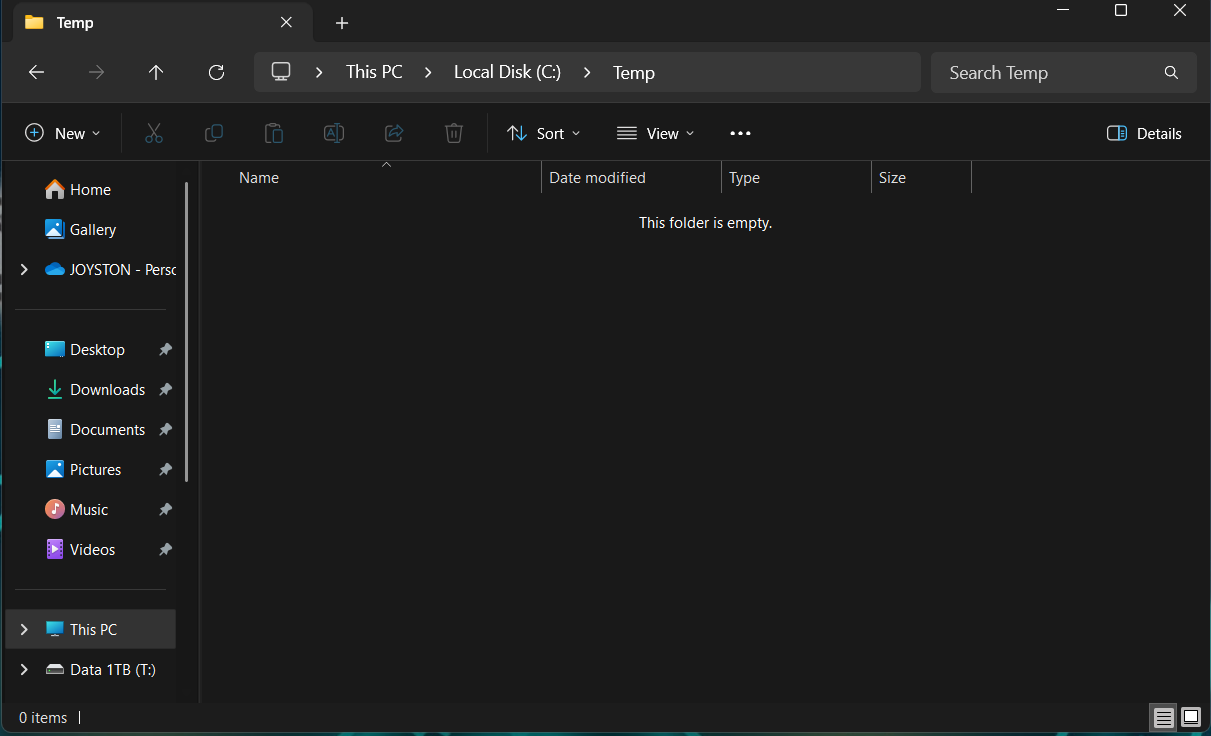 Temp
This PC Local Disk (C:) Temp Search Temp
New Sort View Details
Name Date modified Type Size
This folder is empty.
Home
Gallery
JOYSTON - Perso
Desktop
Downloads
Documents
Pictures
Music
Videos
This PC
Data 1TB (T:)
0 items